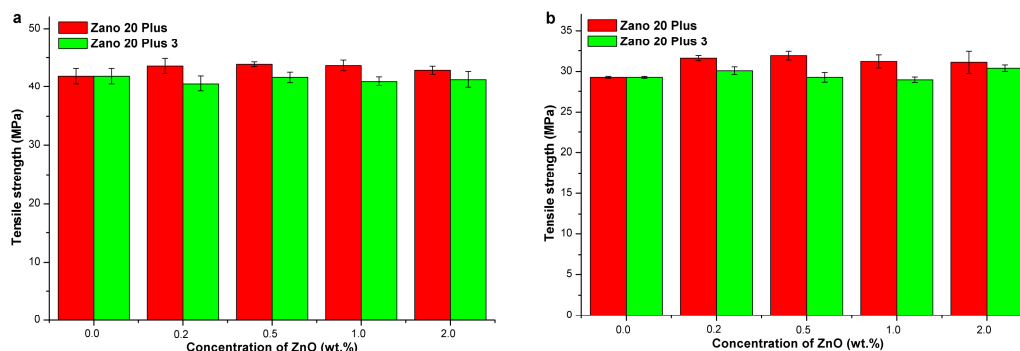 a
Zano 20 Plus
Zano 20 Plus 3
50
40
30
20
10
0
Tensile strength (MPa)
0.0 0.2 0.5 1.0 2.0
Concentration of ZnO (wt.%)
b
Zano 20 Plus
Zano 20 Plus 3
35
30
25
20
15
10
5
0
Tensile strength (MPa)
0.0 0.2 0.5 1.0 2.0
Concentration of ZnO (wt.%)